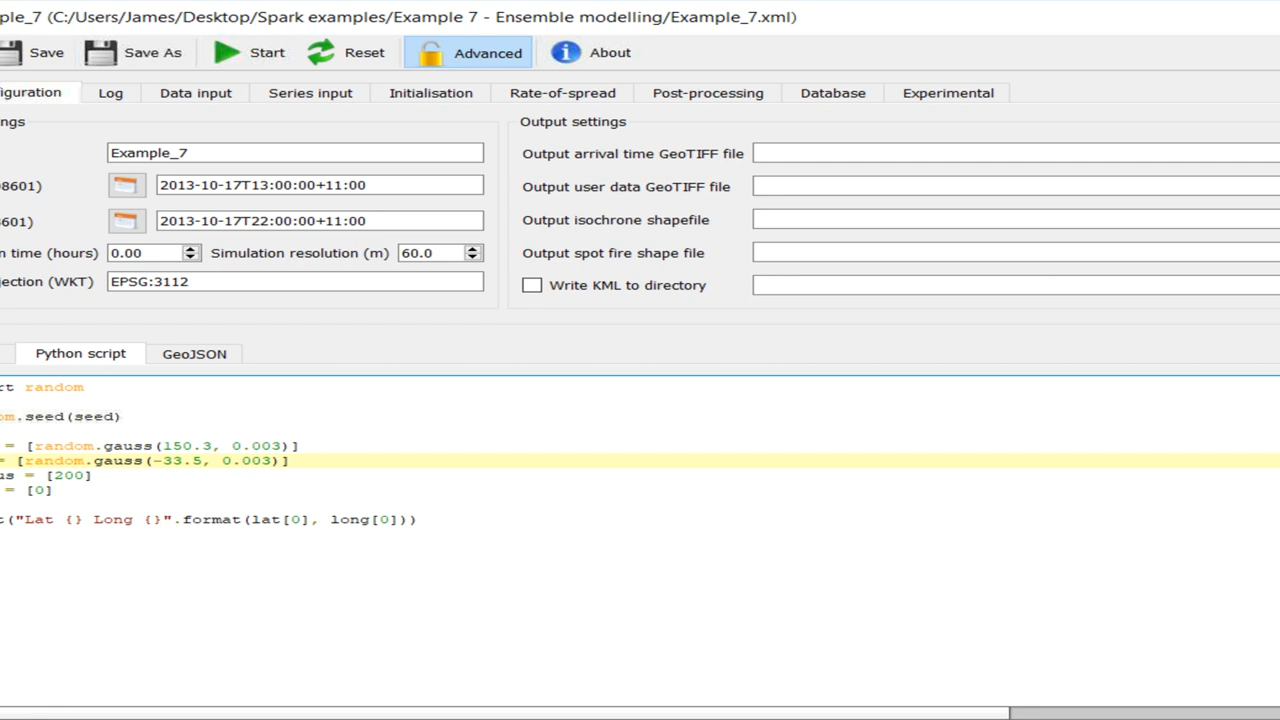 ple_7 (C:/Users/James/Desktop/Spark examples/Example 7 - Ensemble modelling/Example_7.xml)
Save Save As Start Reset Advanced About
iguration Log Data input Series input Initialisation Rate-of-spread Post-processing Database Experimental
ngs
Example_7
8601) 2013-10-17T13:00:00+11:00
601) 2013-10-17T22:00:00+11:00
n time (hours) 0.00 Simulation resolution (m) 60.0
jection (WKT) EPSG:3112
Output settings
Output arrival time GeoTIFF file
Output user data GeoTIFF file
Output isochrone shapefile
Output spot fire shape file
Write KML to directory
Python script GeoJSON
rt random
om.seed(seed)
= [random.gauss(150.3, 0.003)]
= [random.gauss(-33.5, 0.003)]
us = [200]
= [0]
t("Lat {} Long {}".format(lat[0], long[0]))